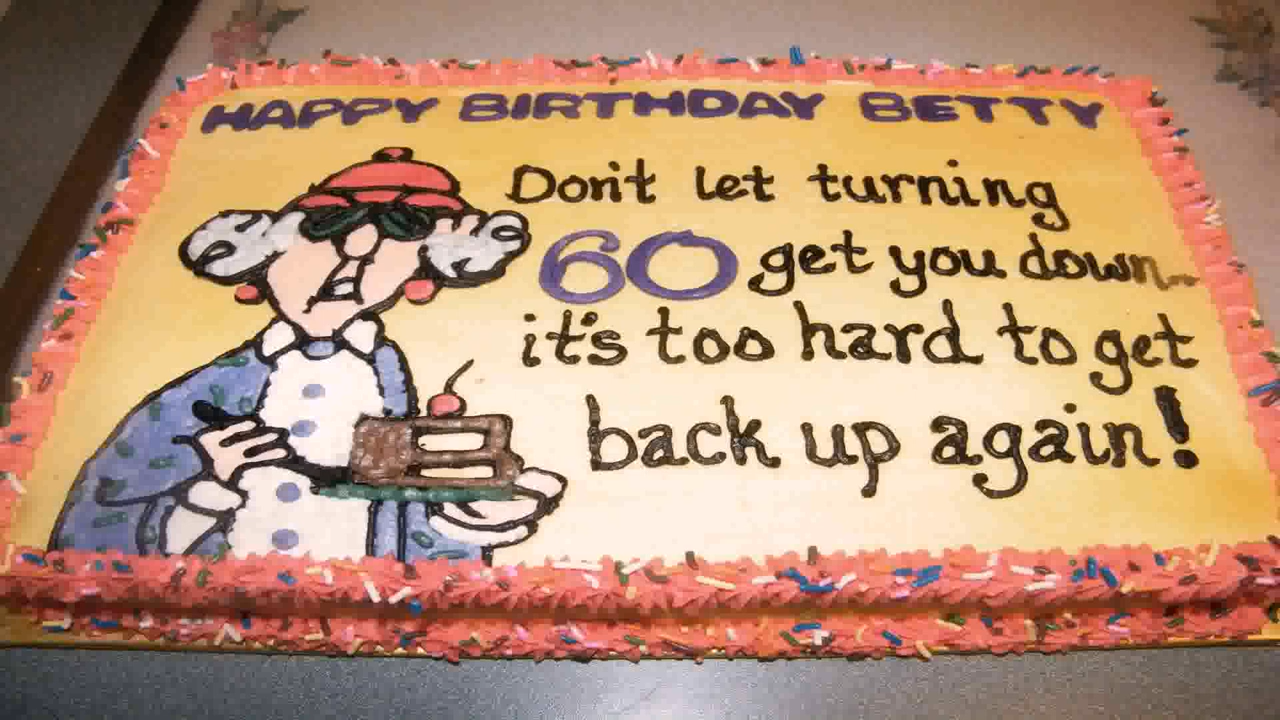 HAPPY BIRTHDAY BETTY
Don't let turning
60 get you down...
it's too hard to get
back up again!